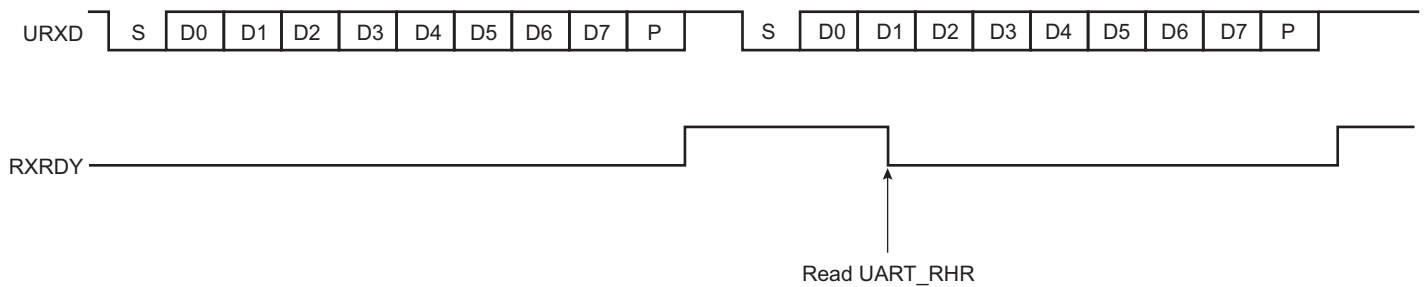 URXD S D0 D1 D2 D3 D4 D5 D6 D7 P S D0 D1 D2 D3 D4 D5 D6 D7 P
RXRDY
Read UART_RHR